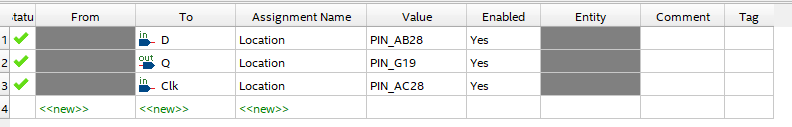 Statu From To Assignment Name Value Enabled Entity Comment Tag
1 in D Location PIN_AB28 Yes
2 out Q Location PIN_G19 Yes
3 in Clk Location PIN_AC28 Yes
4 <<new>> <<new>> <<new>>